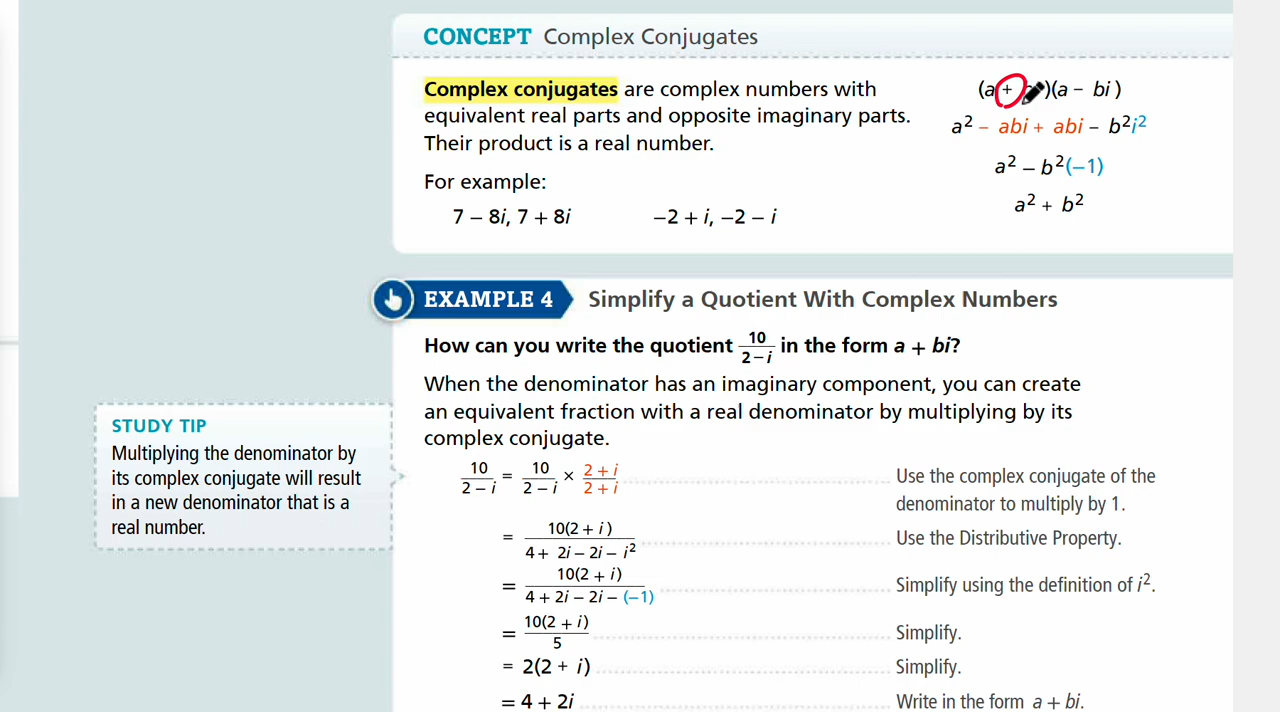 CONCEPT Complex Conjugates
Complex conjugates are complex numbers with
equivalent real parts and opposite imaginary parts.
Their product is a real number.
For example:
7 − 8i, 7 + 8i
−2 + i, −2 − i
(a + )(a − bi )
a² − abi + abi − b²i²
a² − b²(−1)
a² + b²
EXAMPLE 4 Simplify a Quotient With Complex Numbers
How can you write the quotient 10/2−i in the form a + bi?
When the denominator has an imaginary component, you can create
an equivalent fraction with a real denominator by multiplying by its
complex conjugate.
STUDY TIP
Multiplying the denominator by
its complex conjugate will result
in a new denominator that is a
real number.
10/2 − i = 10/2 − i × 2 + i/2 + i
Use the complex conjugate of the
denominator to multiply by 1.
= 10(2 + i)/4 + 2i − 2i − i²
Use the Distributive Property.
= 10(2 + i)/4 + 2i − 2i − (−1)
Simplify using the definition of i².
= 10(2 + i)/5
Simplify.
= 2(2 + i)
Simplify.
= 4 + 2i
Write in the form a + bi.